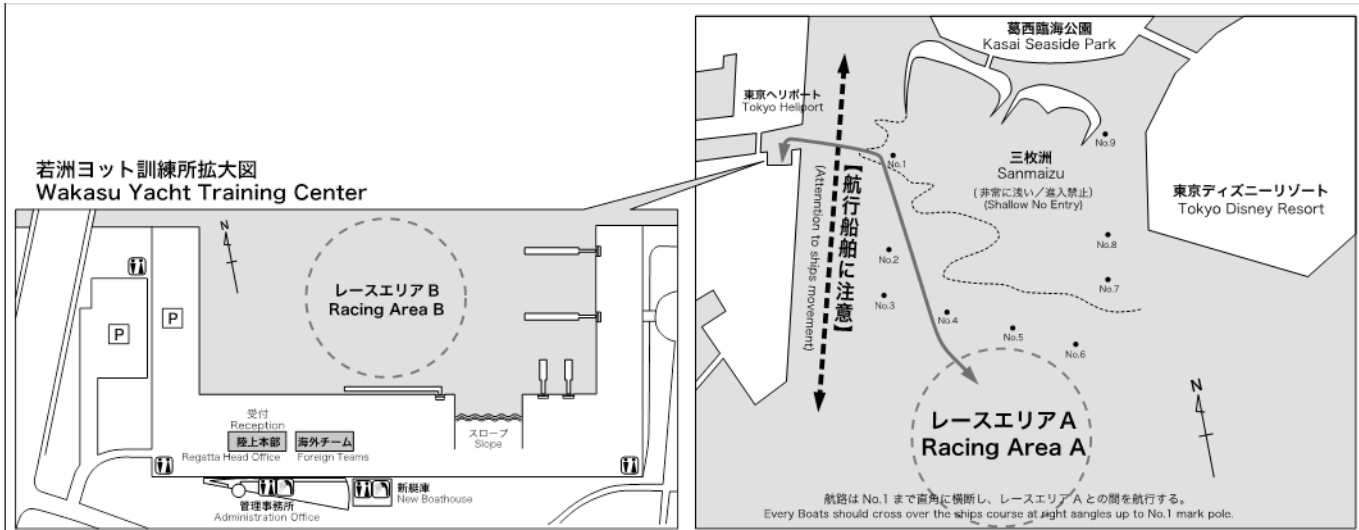 若洲ヨット訓練所拡大図
Wakasu Yacht Training Center
N
レースエリア B
Racing Area B
P
P
受付
Reception
陸上本部
海外チーム
Regatta Head Office
Foreign Teams
スロープ
Slope
管理事務所
Administration Office
新艇庫
New Boathouse
葛西臨海公園
Kasai Seaside Park
東京ヘリポート
Tokyo Heliport
【航行船舶に注意】
(Attenntion to ships movement)
三枚洲
Sanmaizu
(非常に浅い/進入禁止)
(Shallow No Entry)
東京ディズニーリゾート
Tokyo Disney Resort
No.1
No.9
No.2
No.8
No.3
No.7
No.4
No.5
No.6
N
レースエリア A
Racing Area A
航路は No.1 まで直角に横断し、レースエリア A との間を航行する。
Every Boats should cross over the ships course at right aangles up to No.1 mark pole.